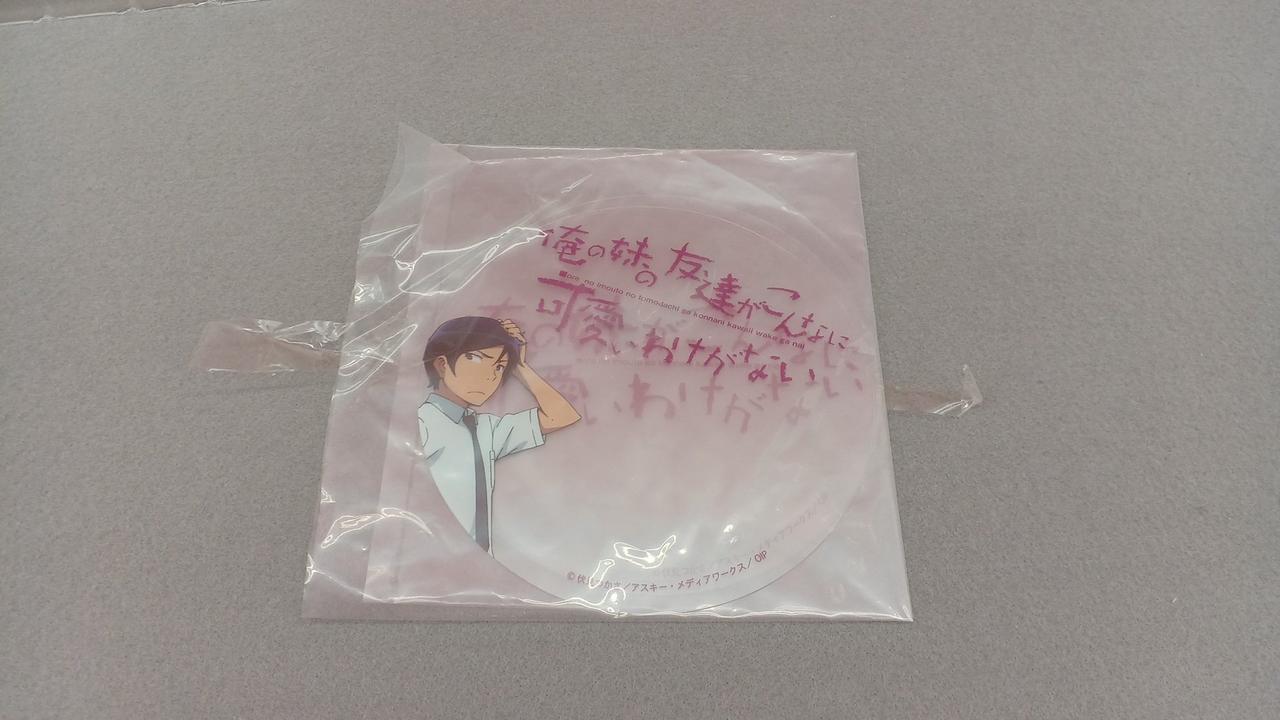 俺の妹の友達がこんなに
ore no imouto no tomodachi ga konnani kawaii wake ga nai
可愛いわけがない
© 伏見つかさ／アスキー・メディアワークス／OIP